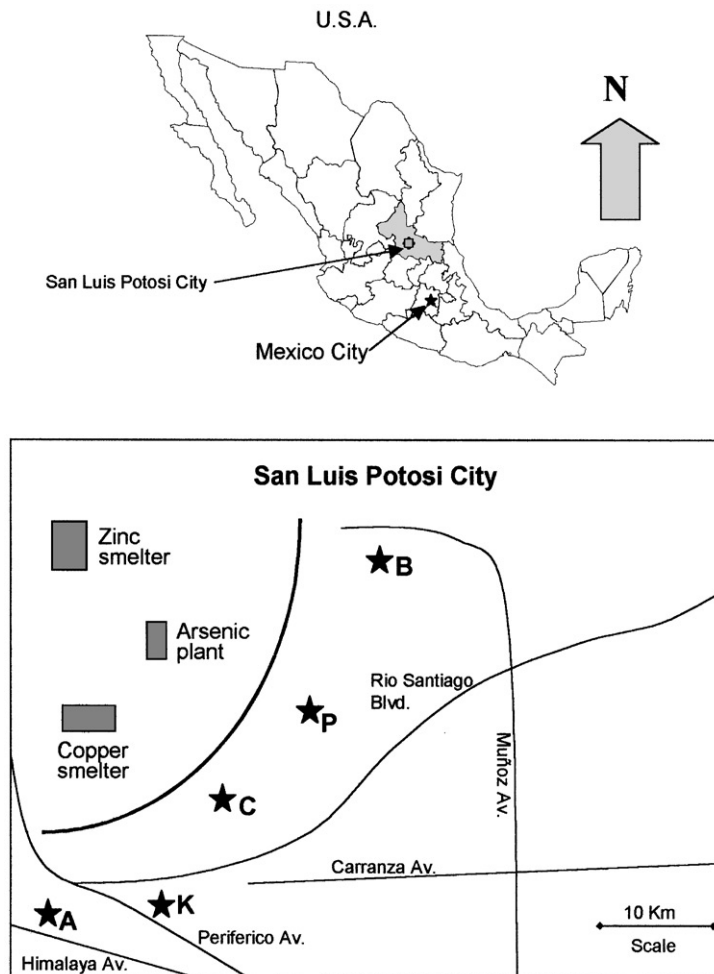 U.S.A.
N
San Luis Potosi City
Mexico City
San Luis Potosi City
Zinc
smelter
B
Arsenic
plant
Rio Santiago
Blvd.
P
Copper
smelter
Muñoz Av.
C
Carranza Av.
K
A
10 Km
Periferico Av.
Scale
Himalaya Av.